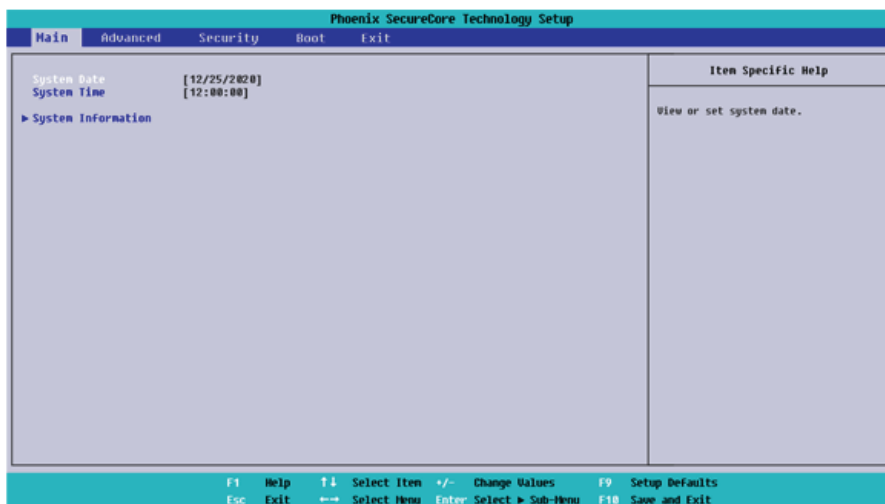 Phoenix SecureCore Technology Setup
Main Advanced Security Boot Exit
System Date [12/25/2020]
System Time [12:00:00]
▶ System Information
Item Specific Help
View or set system date.
F1 Help ↑↓ Select Item +/- Change Values F9 Setup Defaults
Esc Exit ←→ Select Menu Enter Select ▶ Sub-Menu F10 Save and Exit